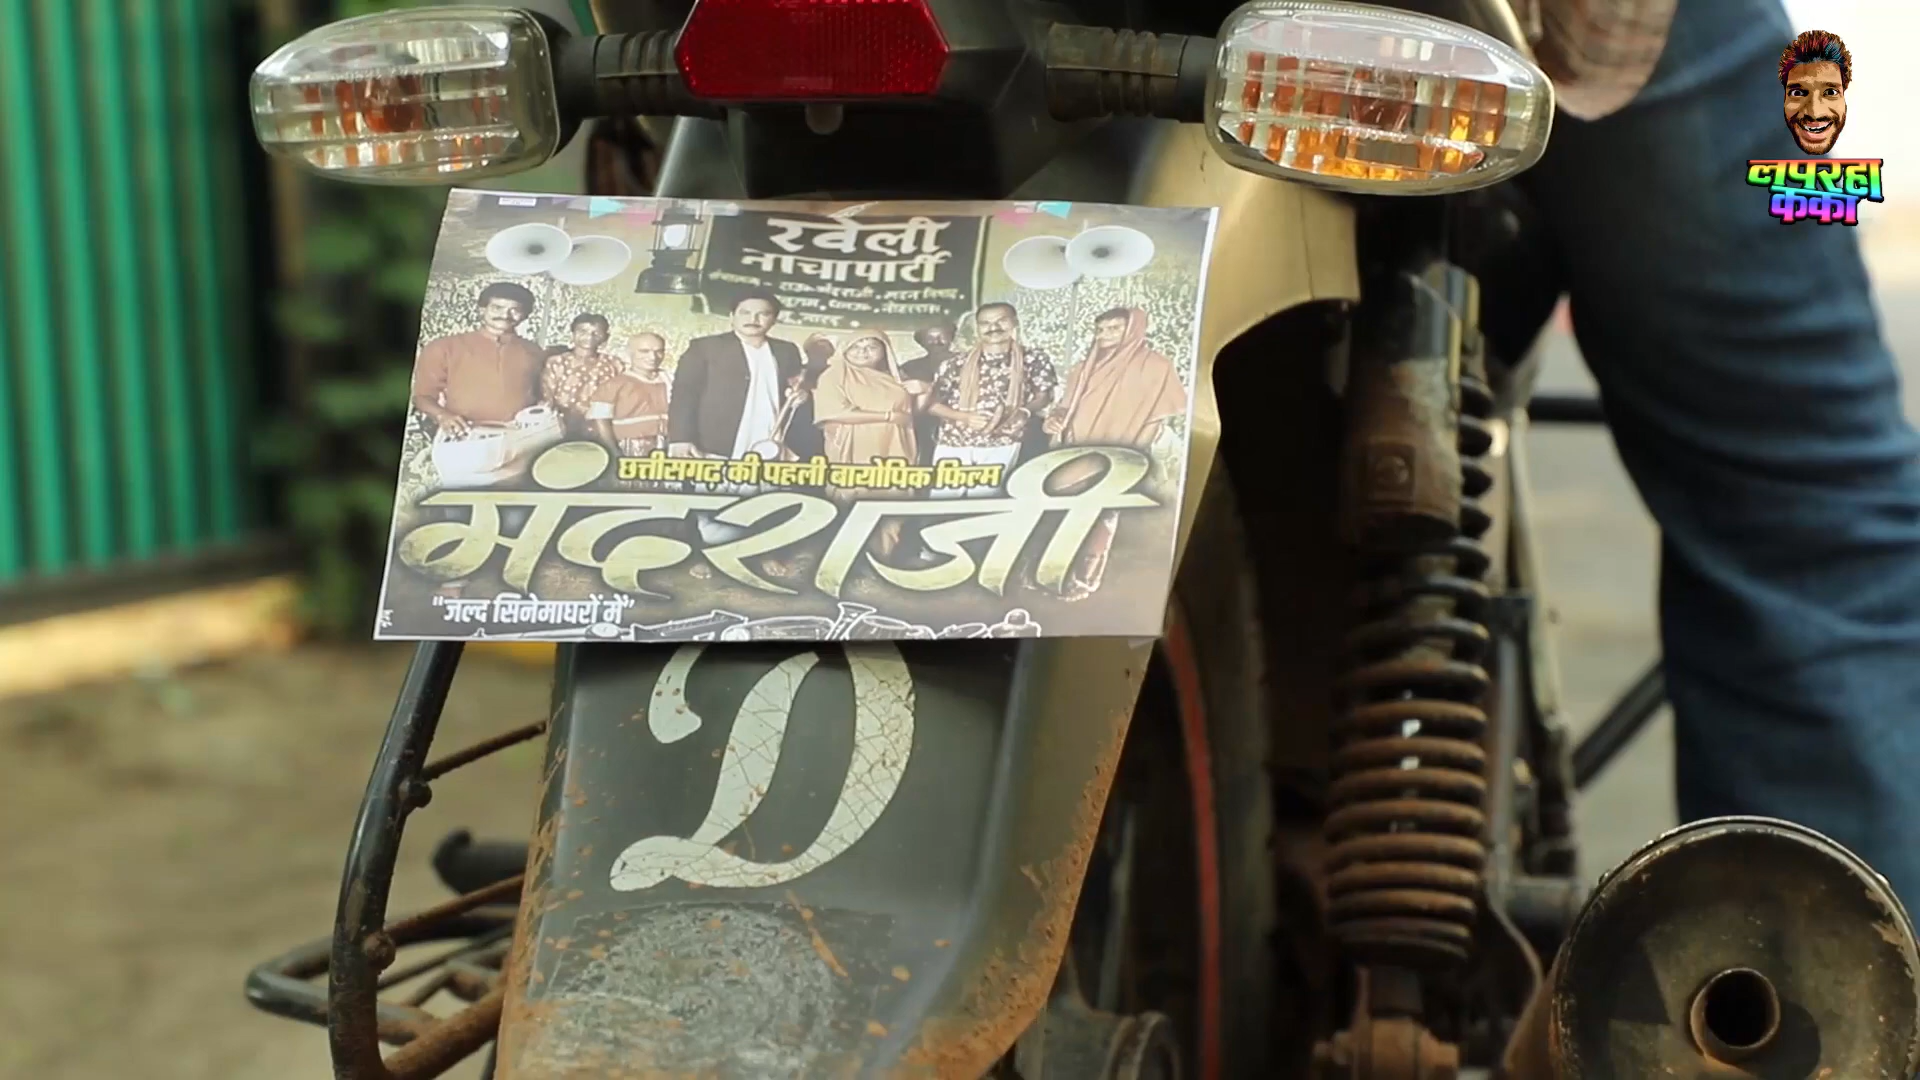 रवेली
नाचापार्टी
छत्तीसगढ़ की पहली बायोपिक फिल्म
मंदराजी
"जल्द सिनेमाघरों में"
D
लपरहा
कका